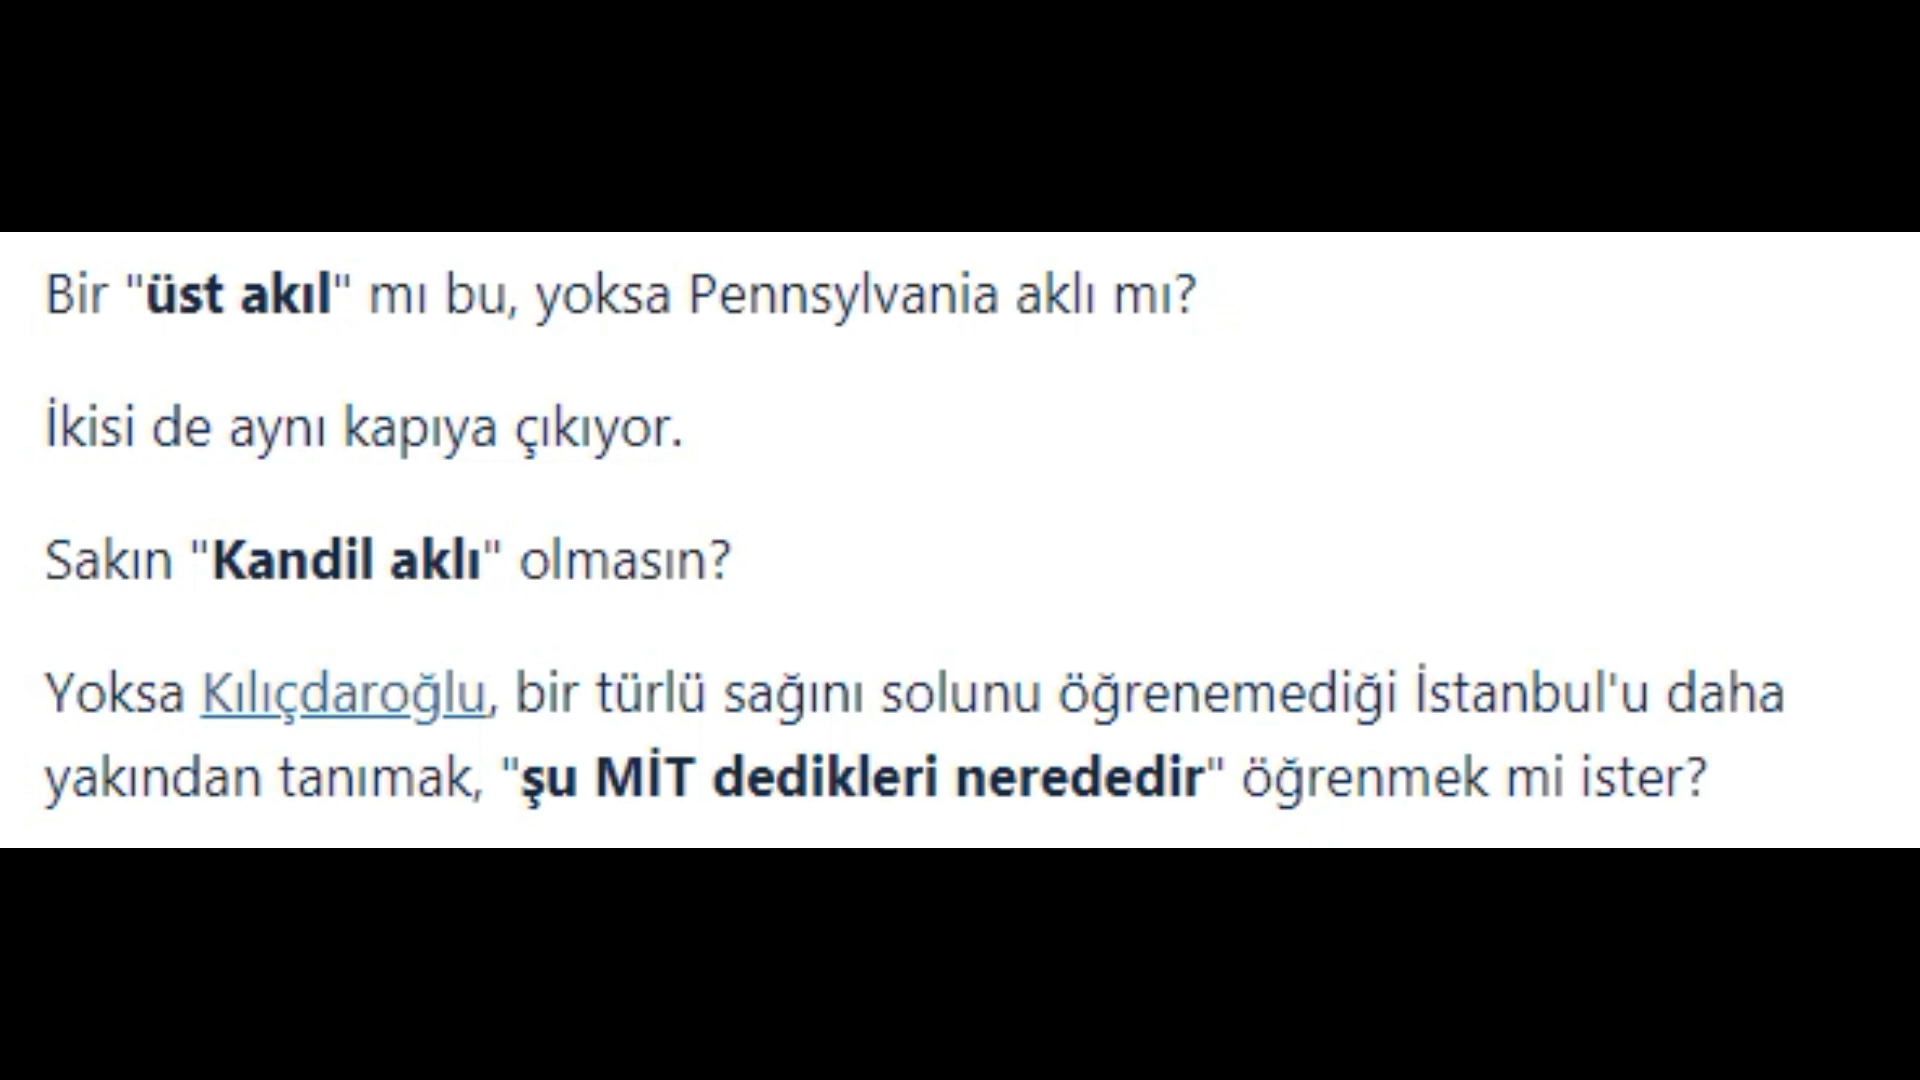 Bir "üst akıl" mı bu, yoksa Pennsylvania aklı mı?
İkisi de aynı kapıya çıkıyor.
Sakın "Kandil aklı" olmasın?
Yoksa Kılıçdaroğlu, bir türlü sağını solunu öğrenemediği İstanbul'u daha
yakından tanımak, "şu MİT dedikleri nerededir" öğrenmek mi ister?